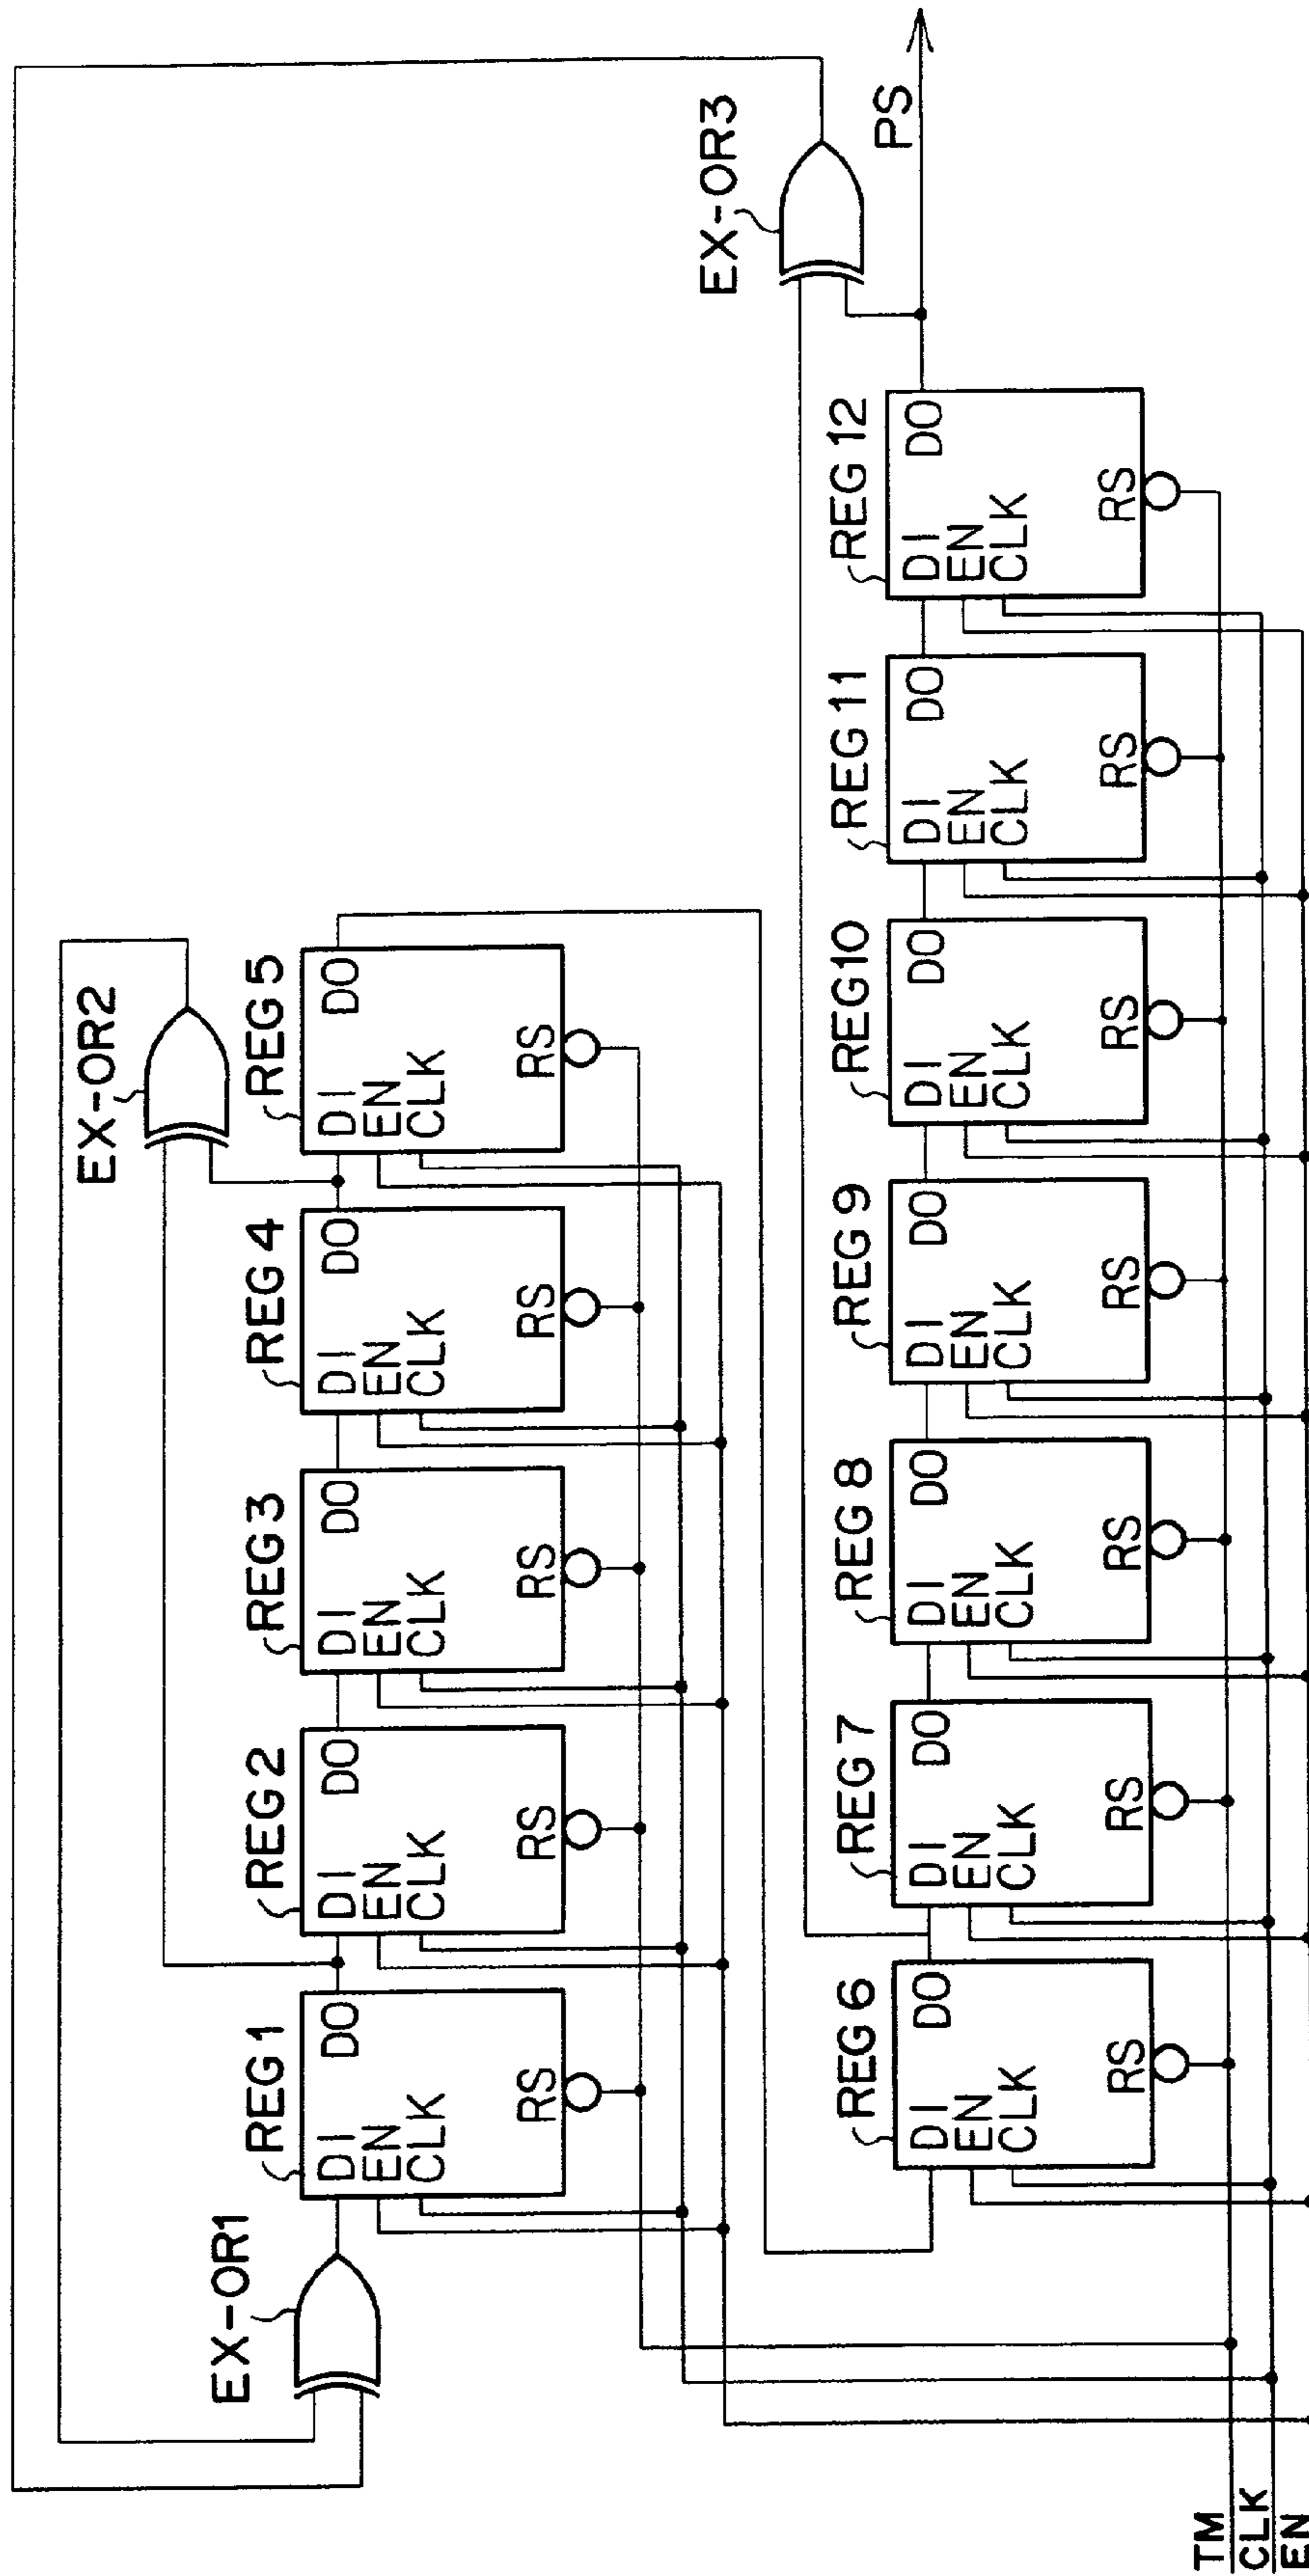 EX-OR2
EX-OR1
REG 1
DI
EN
CLK
DO
RS
REG 2
DI
EN
CLK
DO
RS
REG 3
DI
EN
CLK
DO
RS
REG 4
DI
EN
CLK
DO
RS
REG 5
DI
EN
CLK
DO
RS
EX-OR3
PS
REG 6
DI
EN
CLK
DO
RS
REG 7
DI
EN
CLK
DO
RS
REG 8
DI
EN
CLK
DO
RS
REG 9
DI
EN
CLK
DO
RS
REG10
DI
EN
CLK
DO
RS
REG 11
DI
EN
CLK
DO
RS
REG 12
DI
EN
CLK
DO
RS
TM
CLK
EN